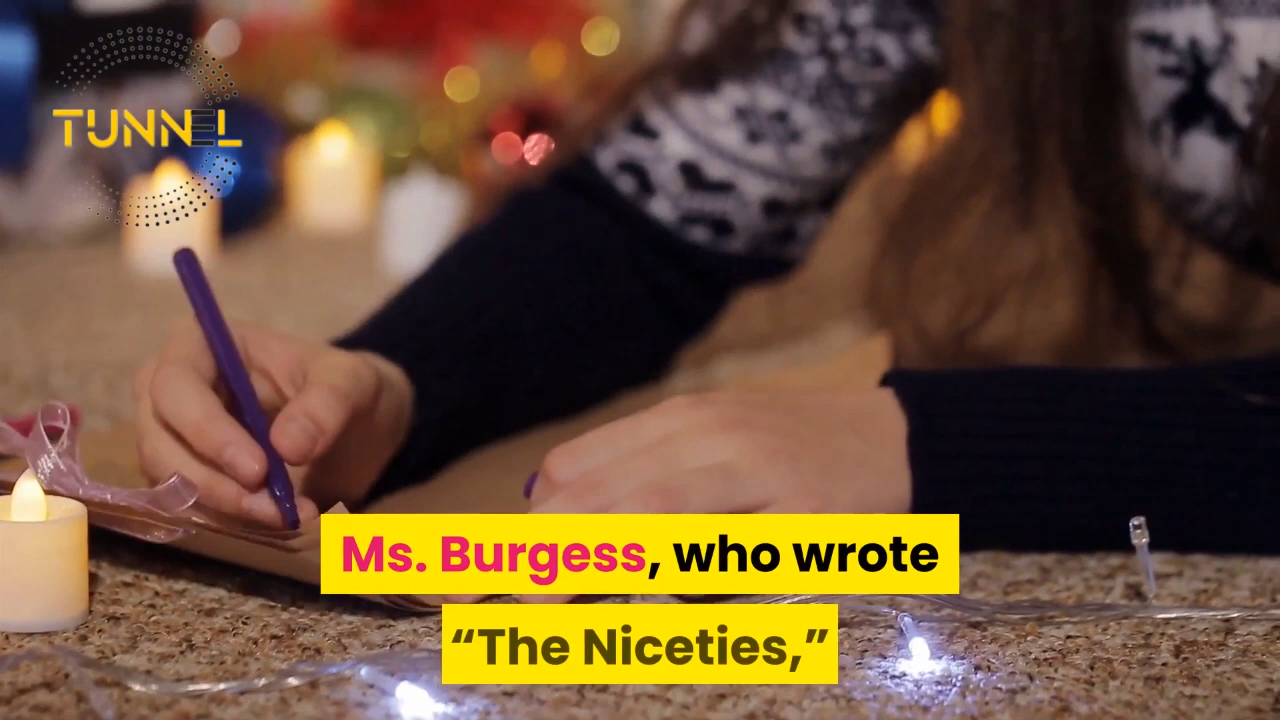 TUNNEL
Ms. Burgess, who wrote
“The Niceties,”